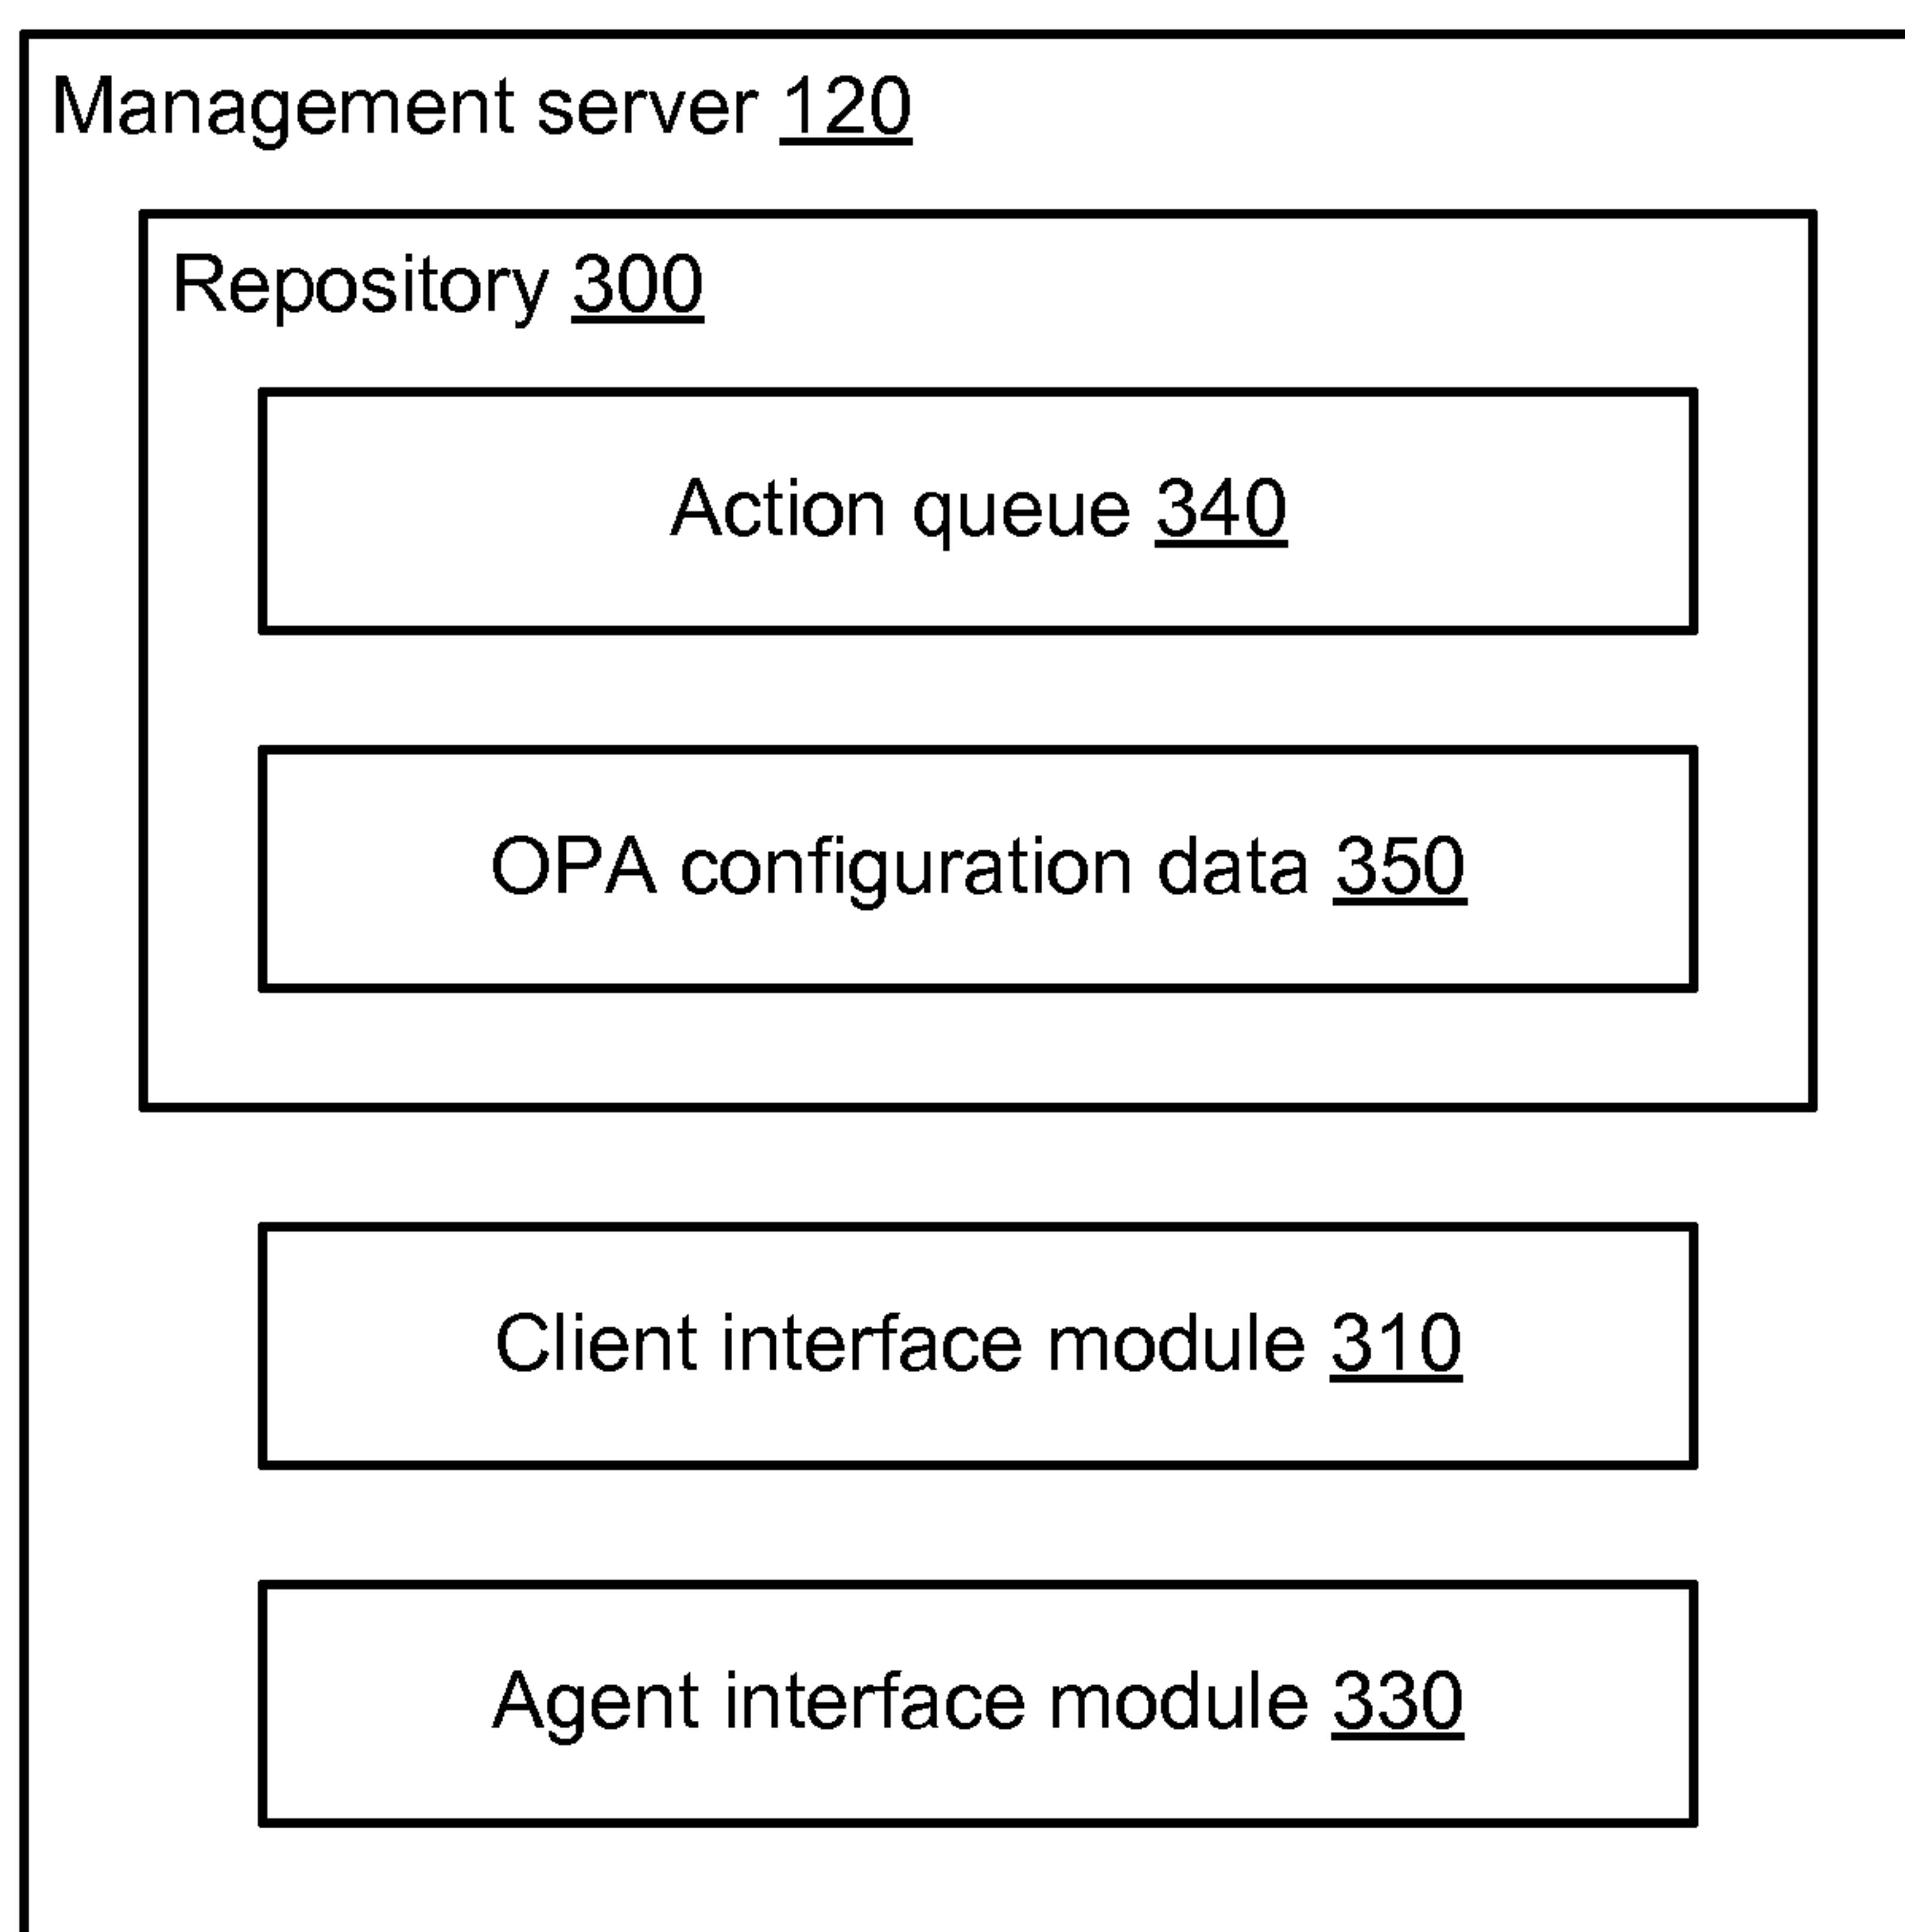 Management server 120
Repository 300
Action queue 340
OPA configuration data 350
Client interface module 310
Agent interface module 330